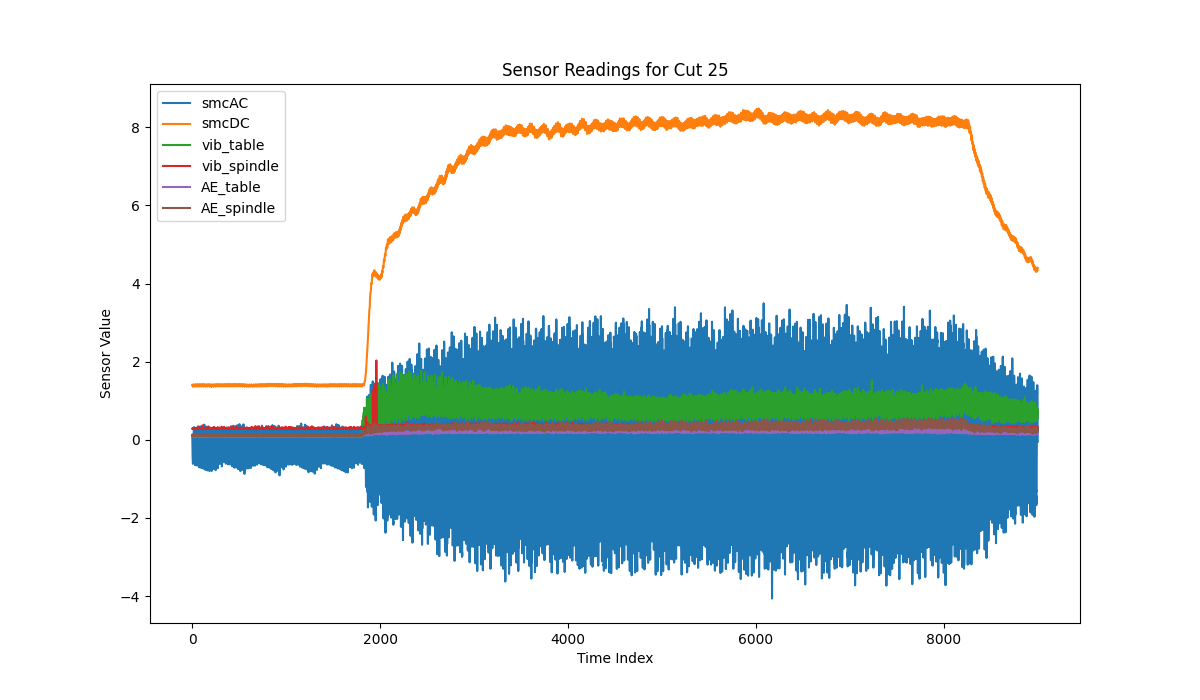 Sensor Readings for Cut 25
smcAC
smcDC
vib_table
vib_spindle
AE_table
AE_spindle
Sensor Value
8
6
4
2
0
−2
−4
0 2000 4000 6000 8000
Time Index